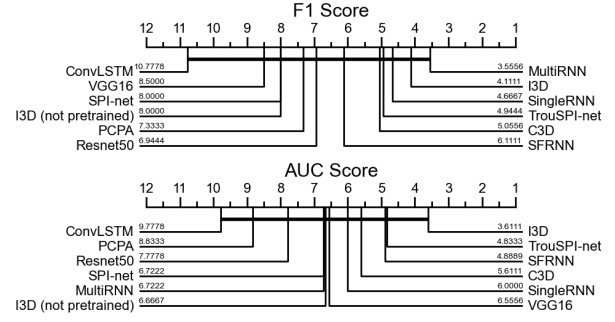 F1 Score
12 11 10 9 8 7 6 5 4 3 2 1
ConvLSTM 10.7778 3.5556 MultiRNN
VGG16 8.5000 4.1111 I3D
SPI-net 8.0000 4.6667 SingleRNN
I3D (not pretrained) 8.0000 4.9444 TrouSPI-net
PCPA 7.3333 5.0556 C3D
Resnet50 6.9444 6.1111 SFRNN
AUC Score
12 11 10 9 8 7 6 5 4 3 2 1
ConvLSTM 9.7778 3.6111 I3D
PCPA 8.8333 4.8333 TrouSPI-net
Resnet50 7.7778 4.8889 SFRNN
SPI-net 6.7222 5.6111 C3D
MultiRNN 6.7222 6.0000 SingleRNN
I3D (not pretrained) 6.6667 6.5556 VGG16